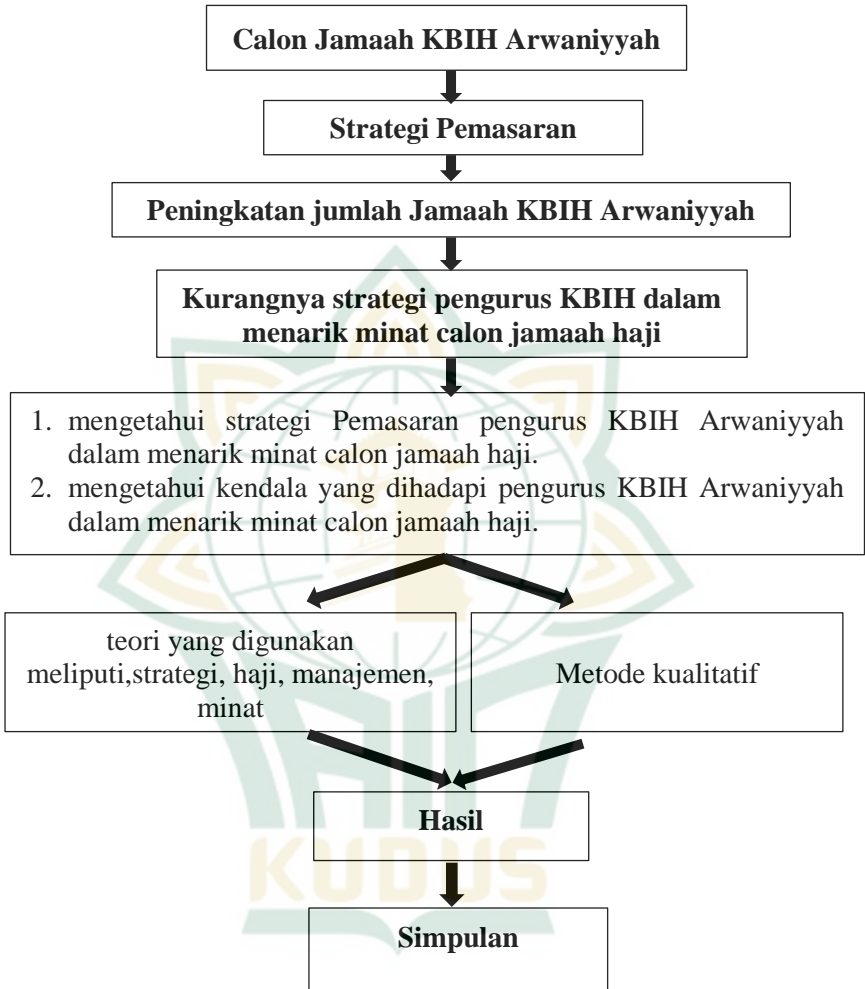 Calon Jamaah KBIH Arwaniyyah
Strategi Pemasaran
Peningkatan jumlah Jamaah KBIH Arwaniyyah
Kurangnya strategi pengurus KBIH dalam
menarik minat calon jamaah haji
1. mengetahui strategi Pemasaran pengurus KBIH Arwaniyyah
dalam menarik minat calon jamaah haji.
2. mengetahui kendala yang dihadapi pengurus KBIH Arwaniyyah
dalam menarik minat calon jamaah haji.
teori yang digunakan
meliputi,strategi, haji, manajemen,
minat
Metode kualitatif
Hasil
KUDUS
Simpulan